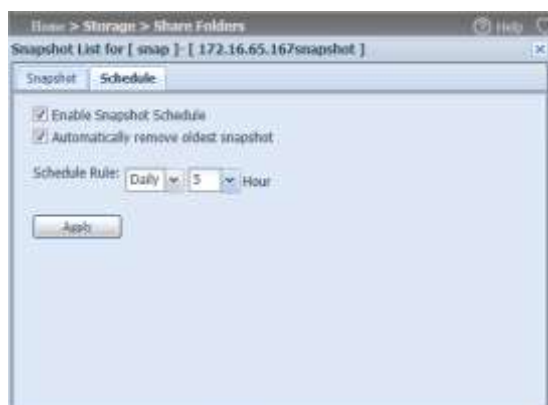 Home > Storage > Share Folders
Help
Snapshot List for [ snap ]- [ 172.16.65.167snapshot ]
Snapshot
Schedule
Enable Snapshot Schedule
Automatically remove oldest snapshot
Schedule Rule: Daily 5 Hour
Apply